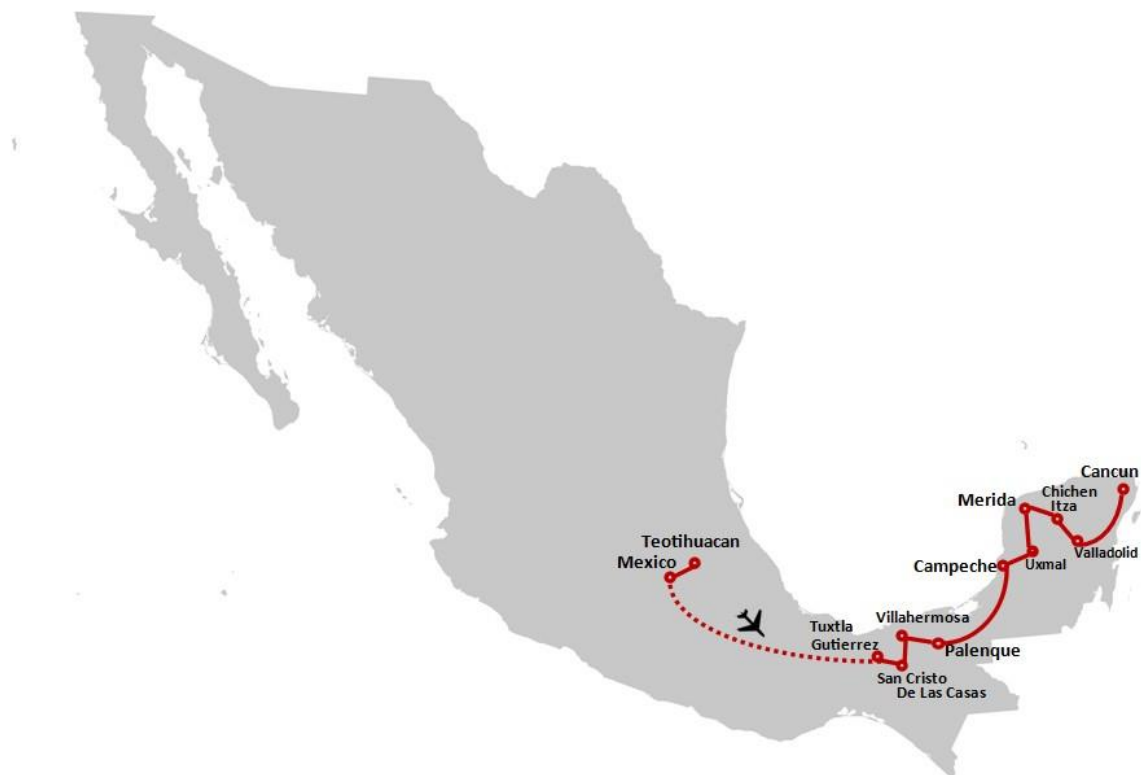 Cancun
Chichen
Itza
Merida
Valladolid
Uxmal
Teotihuacan
Mexico
Campeche
Villahermosa
Tuxtla
Gutierrez
Palenque
San Cristo
De Las Casas